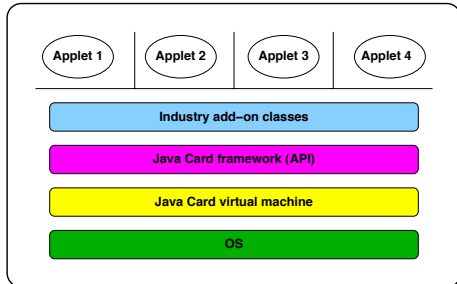 Applet 1 Applet 2 Applet 3 Applet 4
Industry add–on classes
Java Card framework (API)
Java Card virtual machine
OS